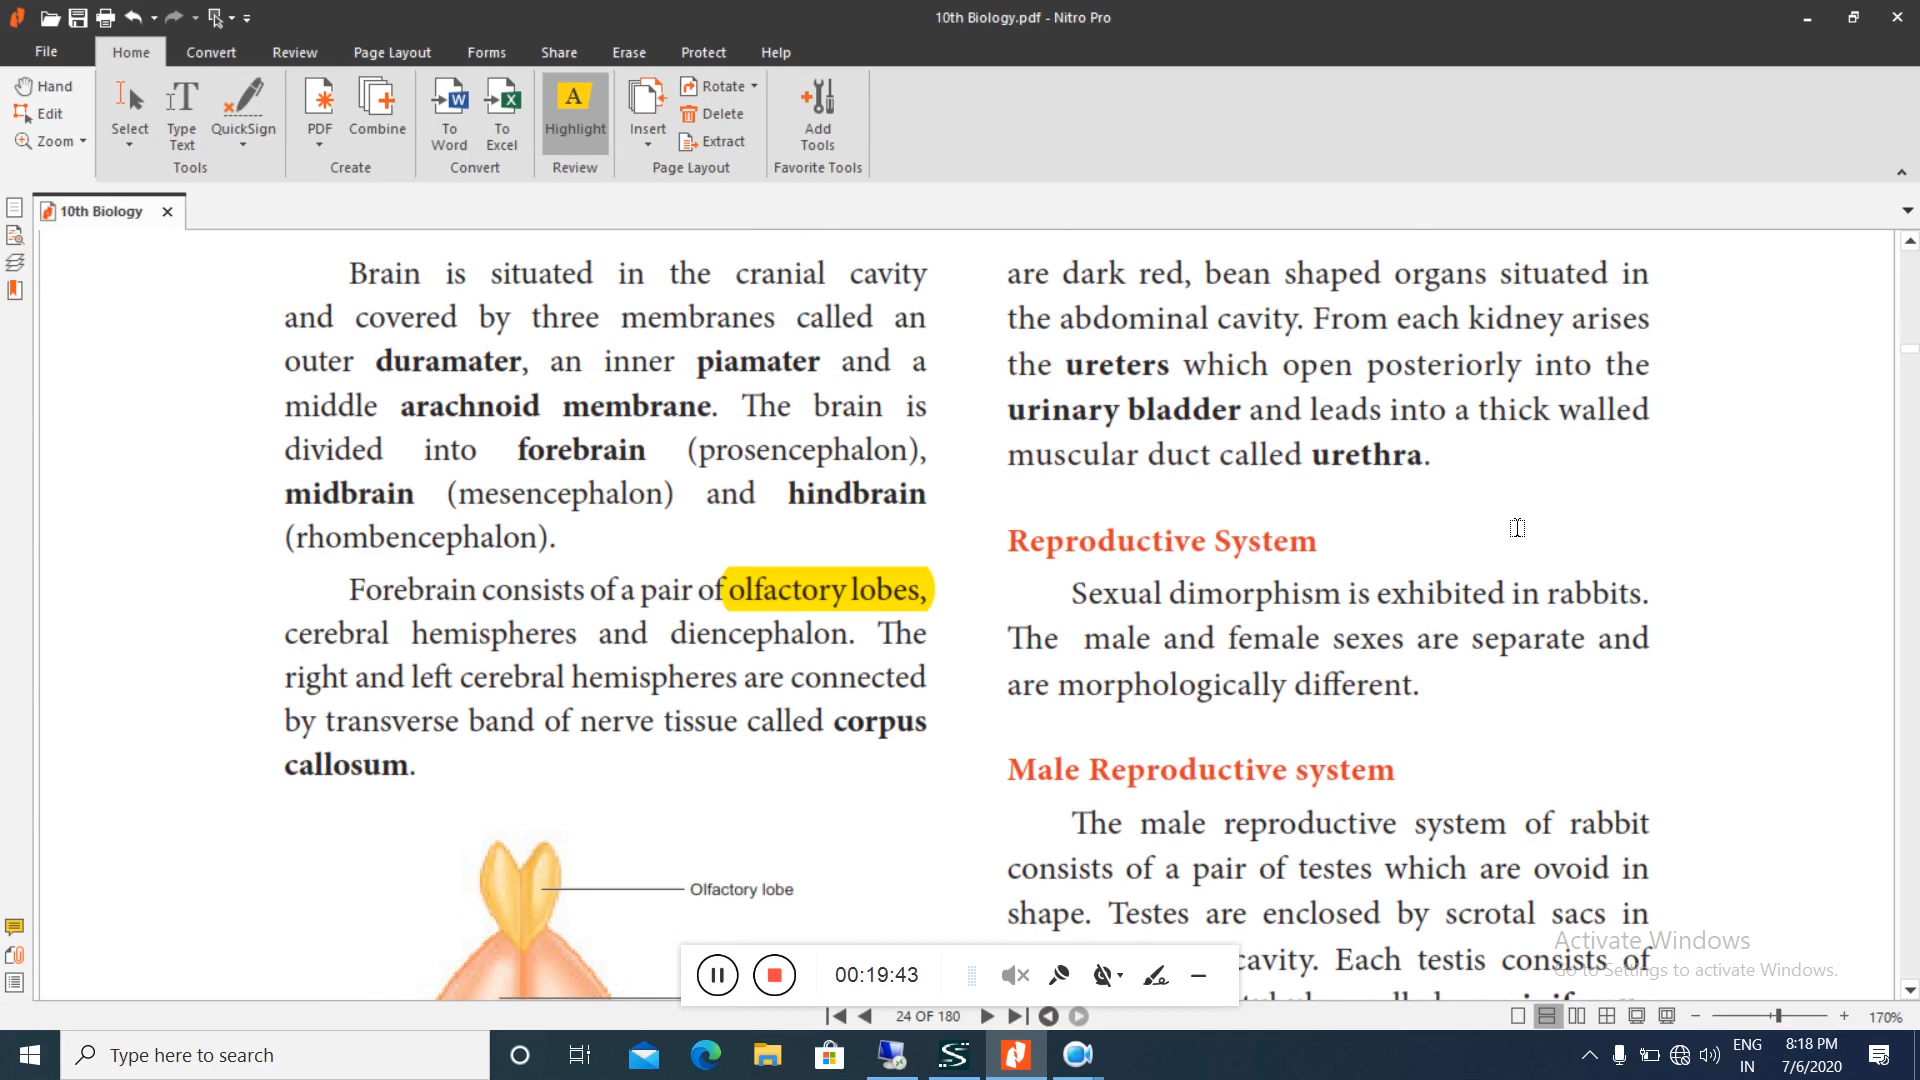 10th Biology.pdf - Nitro Pro
File
Home
Convert
Review
Page Layout
Forms
Share
Erase
Protect
Help
Hand
Edit
Zoom
Select
Type
Text
QuickSign
Tools
PDF
Combine
Create
To
Word
To
Excel
Convert
Highlight
Review
Insert
Rotate
Delete
Extract
Page Layout
Add
Tools
Favorite Tools
10th Biology
Brain is situated in the cranial cavity
and covered by three membranes called an
outer duramater, an inner piamater and a
middle arachnoid membrane. The brain is
divided into forebrain (prosencephalon),
midbrain (mesencephalon) and hindbrain
(rhombencephalon).
Forebrain consists of a pair of olfactory lobes,
cerebral hemispheres and diencephalon. The
right and left cerebral hemispheres are connected
by transverse band of nerve tissue called corpus
callosum.
Olfactory lobe
are dark red, bean shaped organs situated in
the abdominal cavity. From each kidney arises
the ureters which open posteriorly into the
urinary bladder and leads into a thick walled
muscular duct called urethra.
Reproductive System
Sexual dimorphism is exhibited in rabbits.
The male and female sexes are separate and
are morphologically different.
Male Reproductive system
The male reproductive system of rabbit
consists of a pair of testes which are ovoid in
shape. Testes are enclosed by scrotal sacs in
cavity. Each testis consists of
Activate Windows
Go to Settings to activate Windows.
00:19:43
24 OF 180
170%
Type here to search
ENG
IN
8:18 PM
7/6/2020